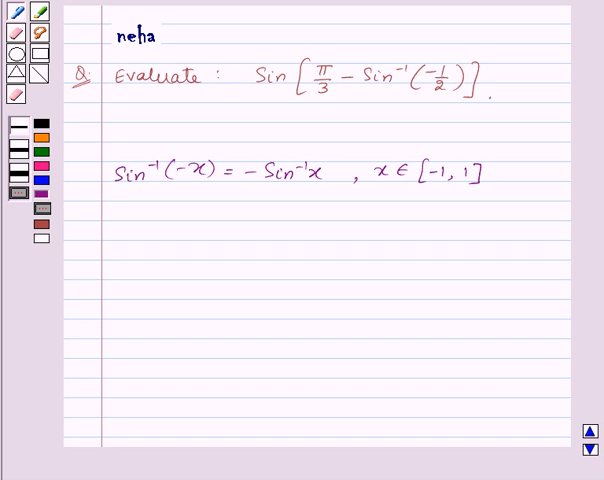 neha
Q. Evaluate : Sin [ π/3 − Sin⁻¹ ( −1/2 ) ] .
Sin⁻¹ (−x) = − Sin⁻¹x , x ∈ [−1, 1]